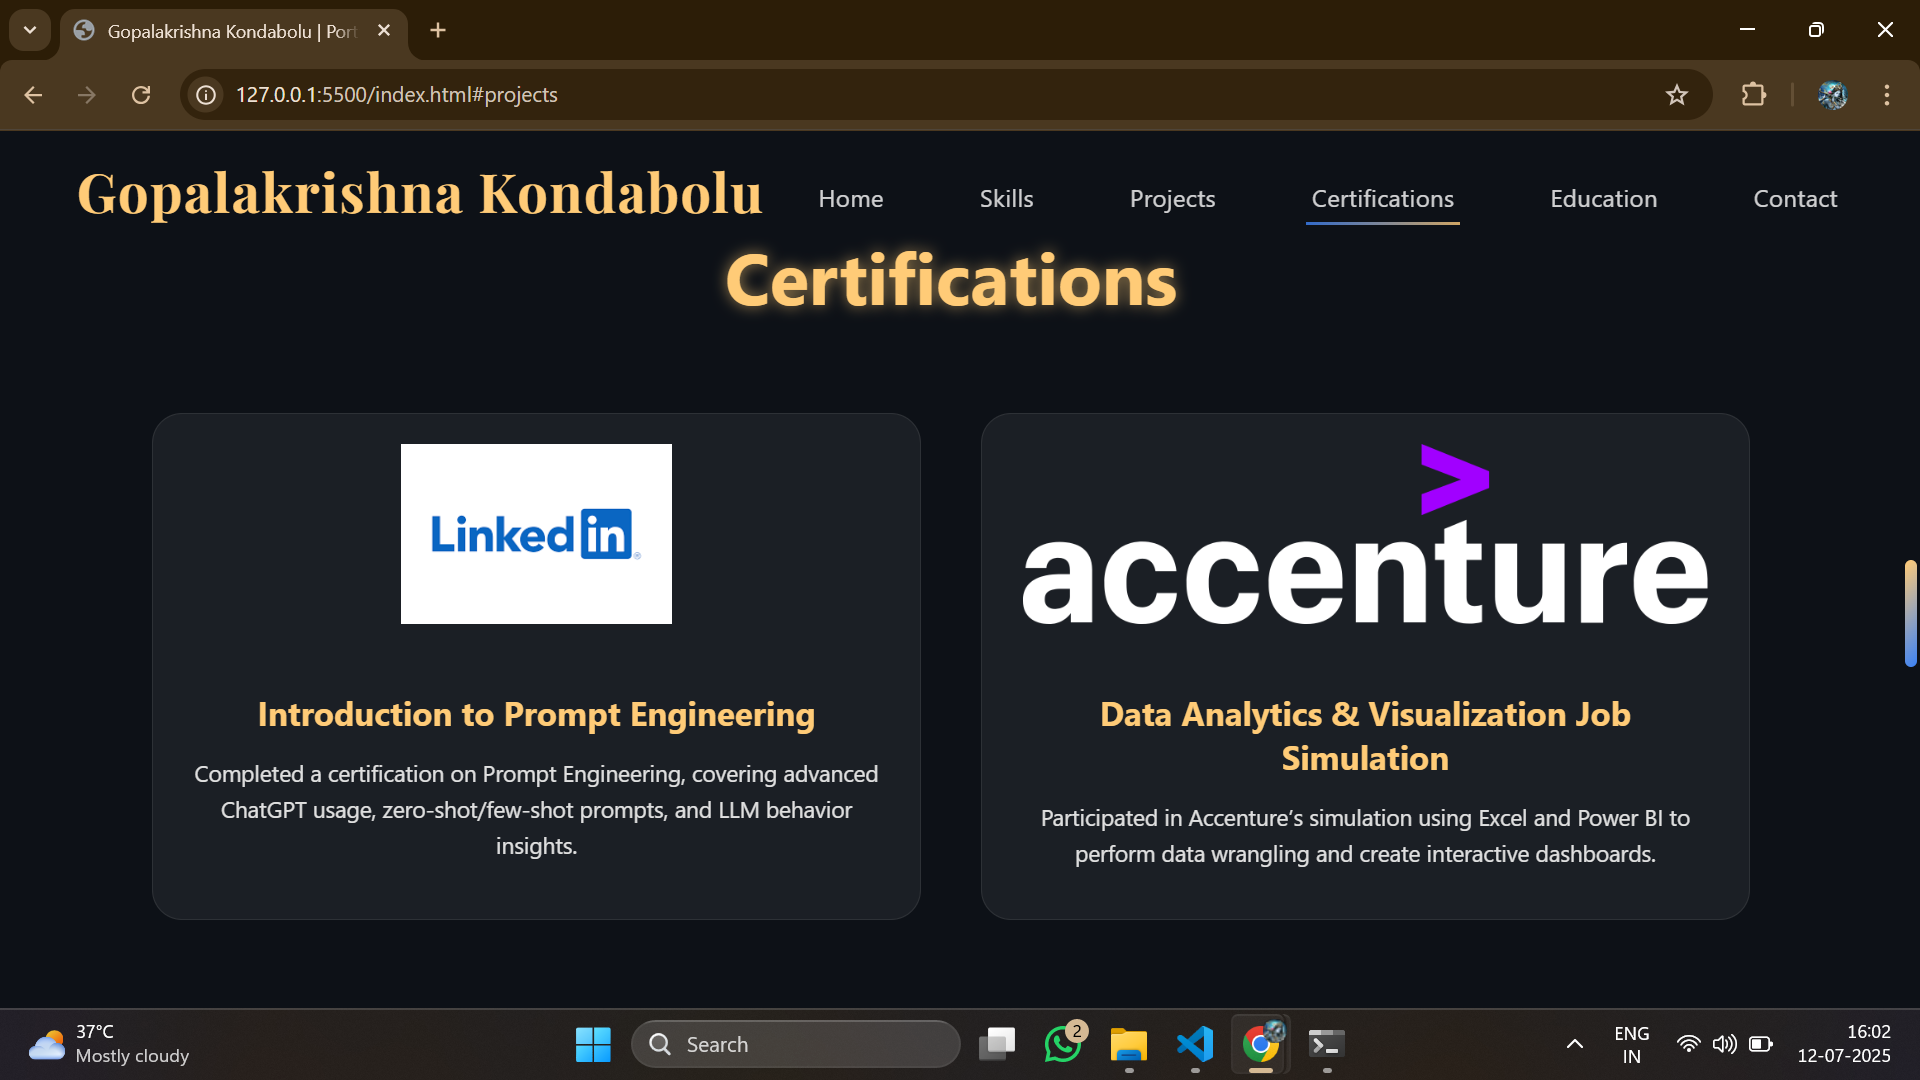 Gopalakrishna Kondabolu | Port
127.0.0.1:5500/index.html#projects
Gopalakrishna Kondabolu
Home
Skills
Projects
Certifications
Education
Contact
Certifications
Linked in
accenture
Introduction to Prompt Engineering
Completed a certification on Prompt Engineering, covering advanced
ChatGPT usage, zero-shot/few-shot prompts, and LLM behavior
insights.
Data Analytics & Visualization Job
Simulation
Participated in Accenture’s simulation using Excel and Power BI to
perform data wrangling and create interactive dashboards.
37°C
Mostly cloudy
Search
2
ENG
IN
16:02
12-07-2025